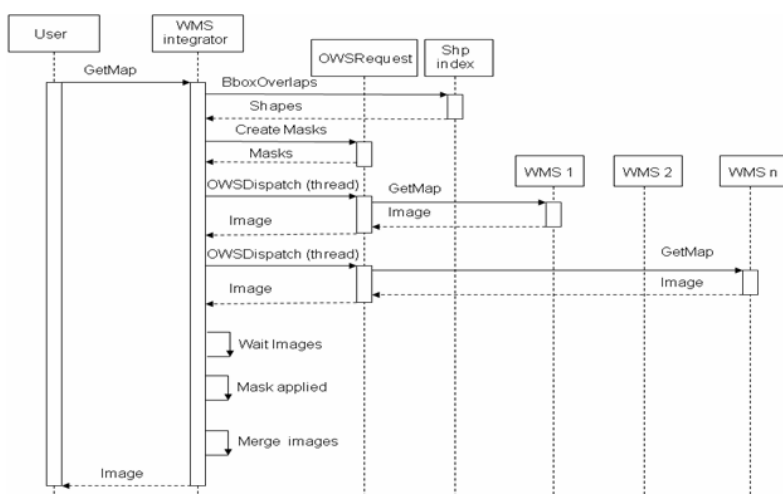 User
WMS
integrator
OWSRequest
Shp
index
GetMap
BboxOverlaps
Shapes
Create Masks
Masks
WMS 1
WMS 2
WMS n
OWSDispatch (thread)
GetMap
Image
Image
OWSDispatch (thread)
GetMap
Image
Image
Wait Images
Mask applied
Merge images
Image